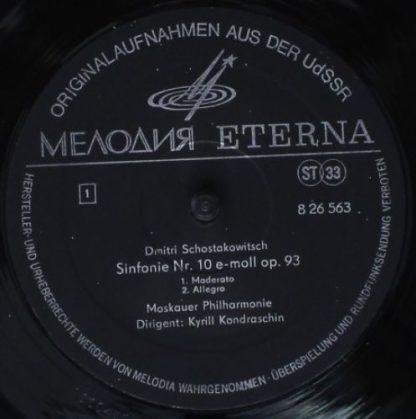 ORIGINALAUFNAHMEN AUS DER UdSSR
МЕЛОДИЯ ETERNA
ST 33
1
8 26 563
Dmitri Schostakowitsch
Sinfonie Nr. 10 e-moll op. 93
1. Moderato
2. Allegro
Moskauer Philharmonie
Dirigent: Kyrill Kondraschin
HERSTELLER- UND URHEBERRECHTE WERDEN VON MELODIA WAHRGENOMMEN · ÜBERSPIELUNG UND RUNDFUNKSENDUNG VERBOTEN